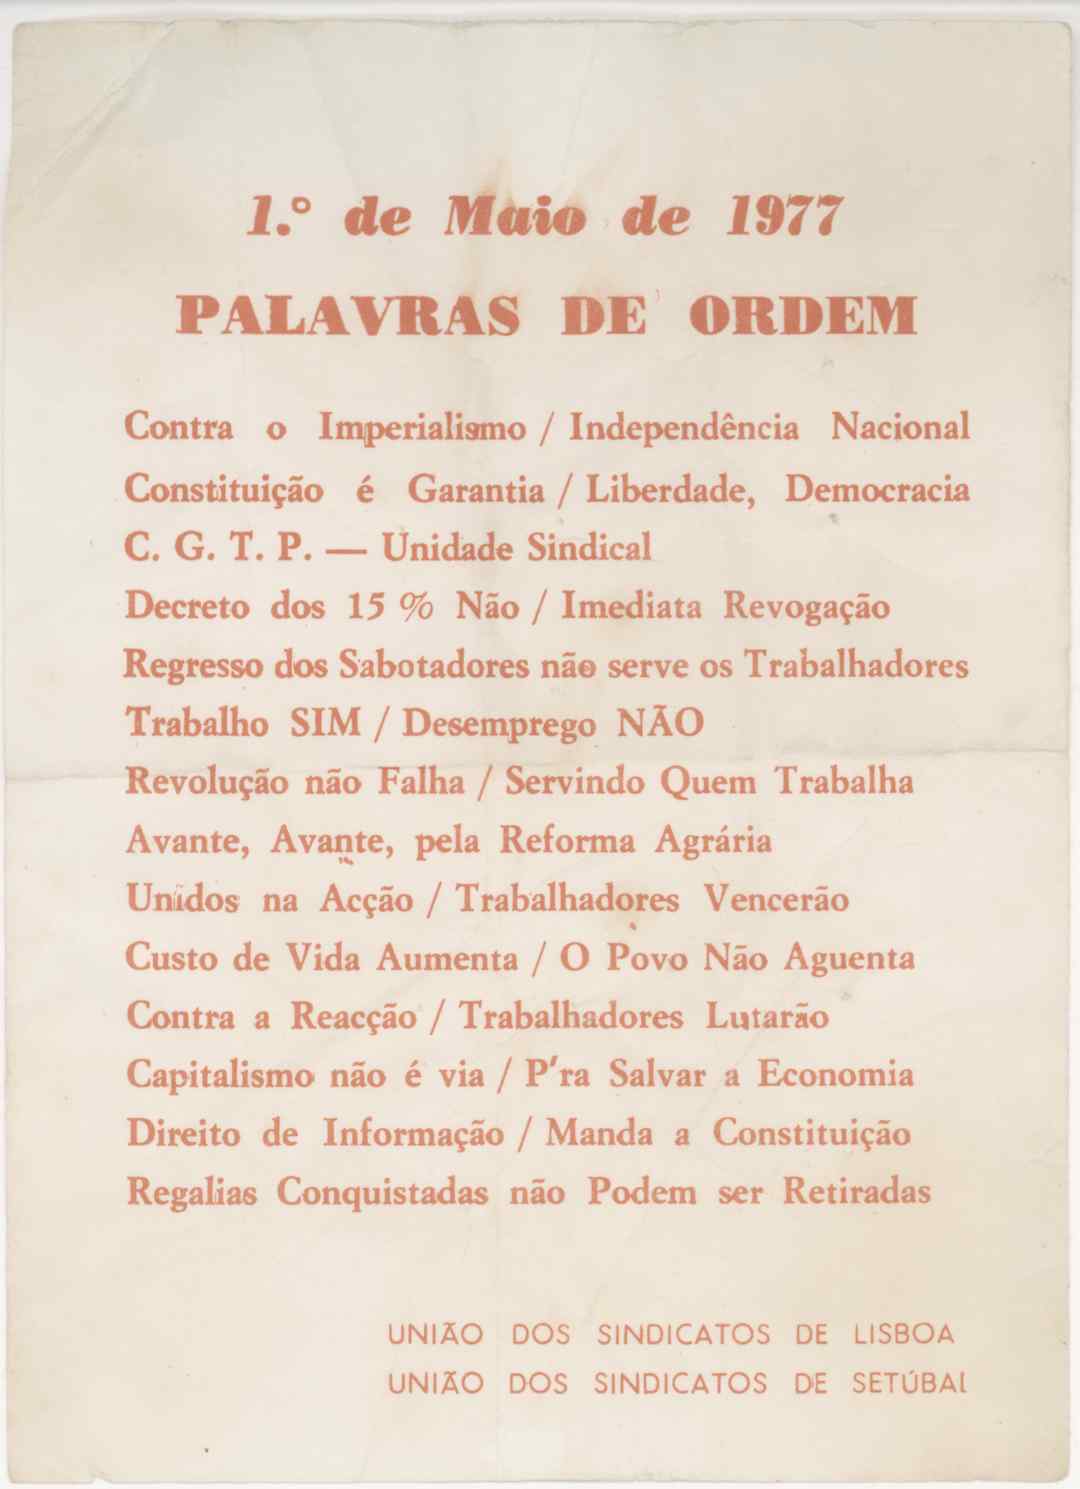 1.º de Maio de 1977
PALAVRAS DE ORDEM
Contra o Imperialismo / Independência Nacional
Constituição é Garantia / Liberdade, Democracia
C. G. T. P. — Unidade Sindical
Decreto dos 15 % Não / Imediata Revogação
Regresso dos Sabotadores não serve os Trabalhadores
Trabalho SIM / Desemprego NÃO
Revolução não Falha / Servindo Quem Trabalha
Avante, Avante, pela Reforma Agrária
Unidos na Acção / Trabalhadores Vencerão
Custo de Vida Aumenta / O Povo Não Aguenta
Contra a Reacção / Trabalhadores Lutarão
Capitalismo não é via / P'ra Salvar a Economia
Direito de Informação / Manda a Constituição
Regalias Conquistadas não Podem ser Retiradas
UNIÃO DOS SINDICATOS DE LISBOA
UNIÃO DOS SINDICATOS DE SETÚBAL